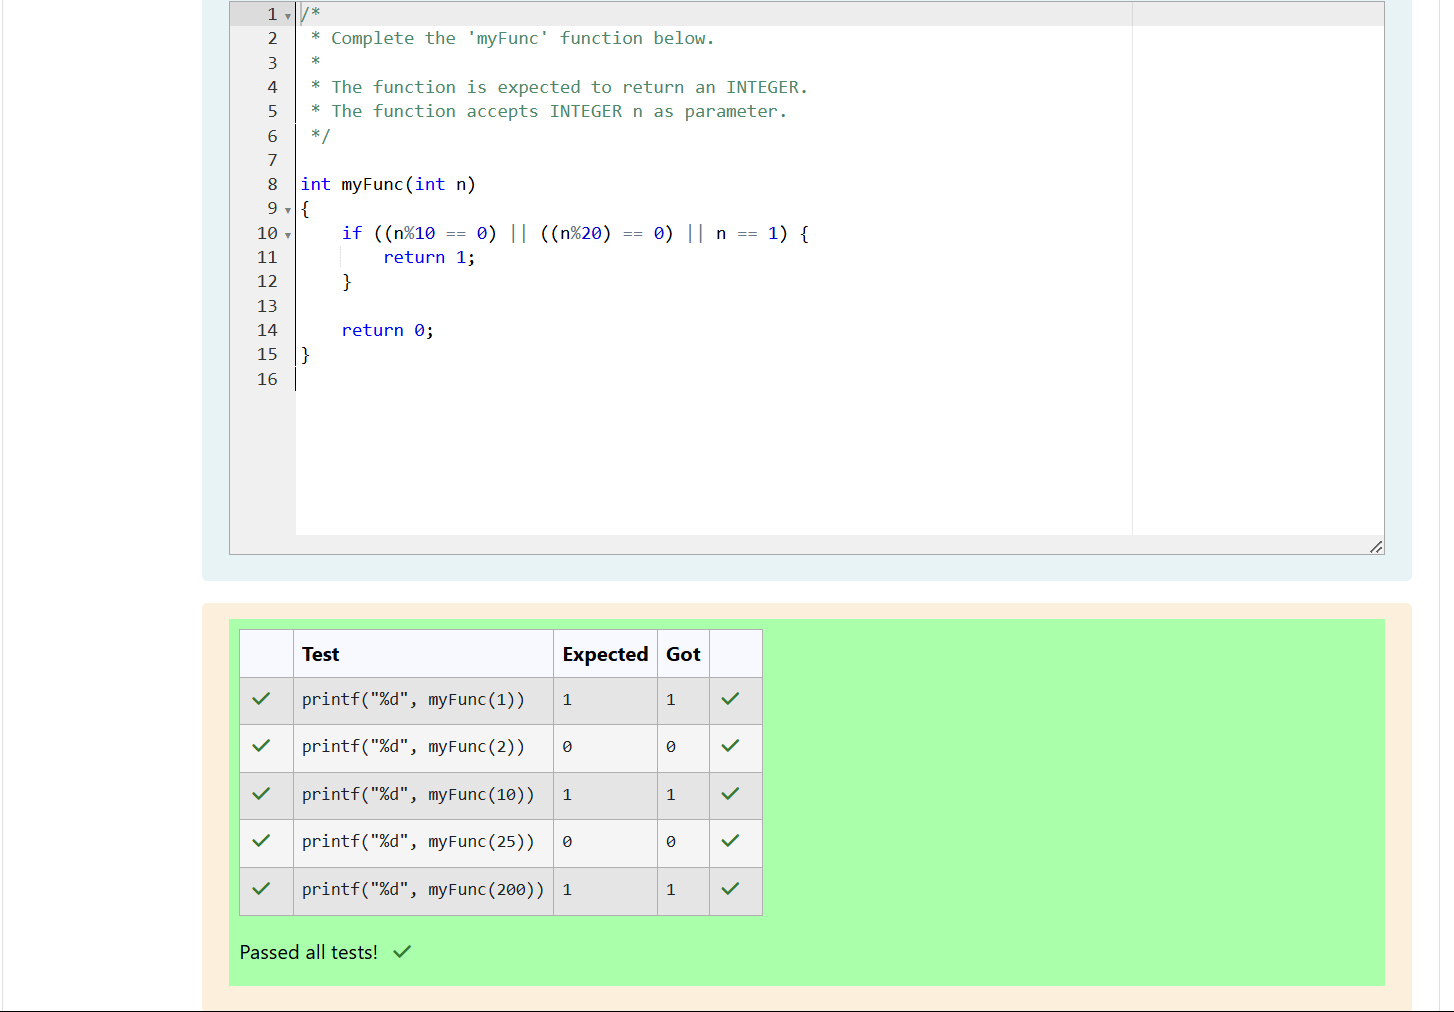 1 /*
2  * Complete the 'myFunc' function below.
3  *
4  * The function is expected to return an INTEGER.
5  * The function accepts INTEGER n as parameter.
6  */
7
8 int myFunc(int n)
9 {
10     if ((n%10 == 0) || ((n%20) == 0) || n == 1) {
11         return 1;
12     }
13
14     return 0;
15 }
16
Test Expected Got
printf("%d", myFunc(1)) 1 1
printf("%d", myFunc(2)) 0 0
printf("%d", myFunc(10)) 1 1
printf("%d", myFunc(25)) 0 0
printf("%d", myFunc(200)) 1 1
Passed all tests!